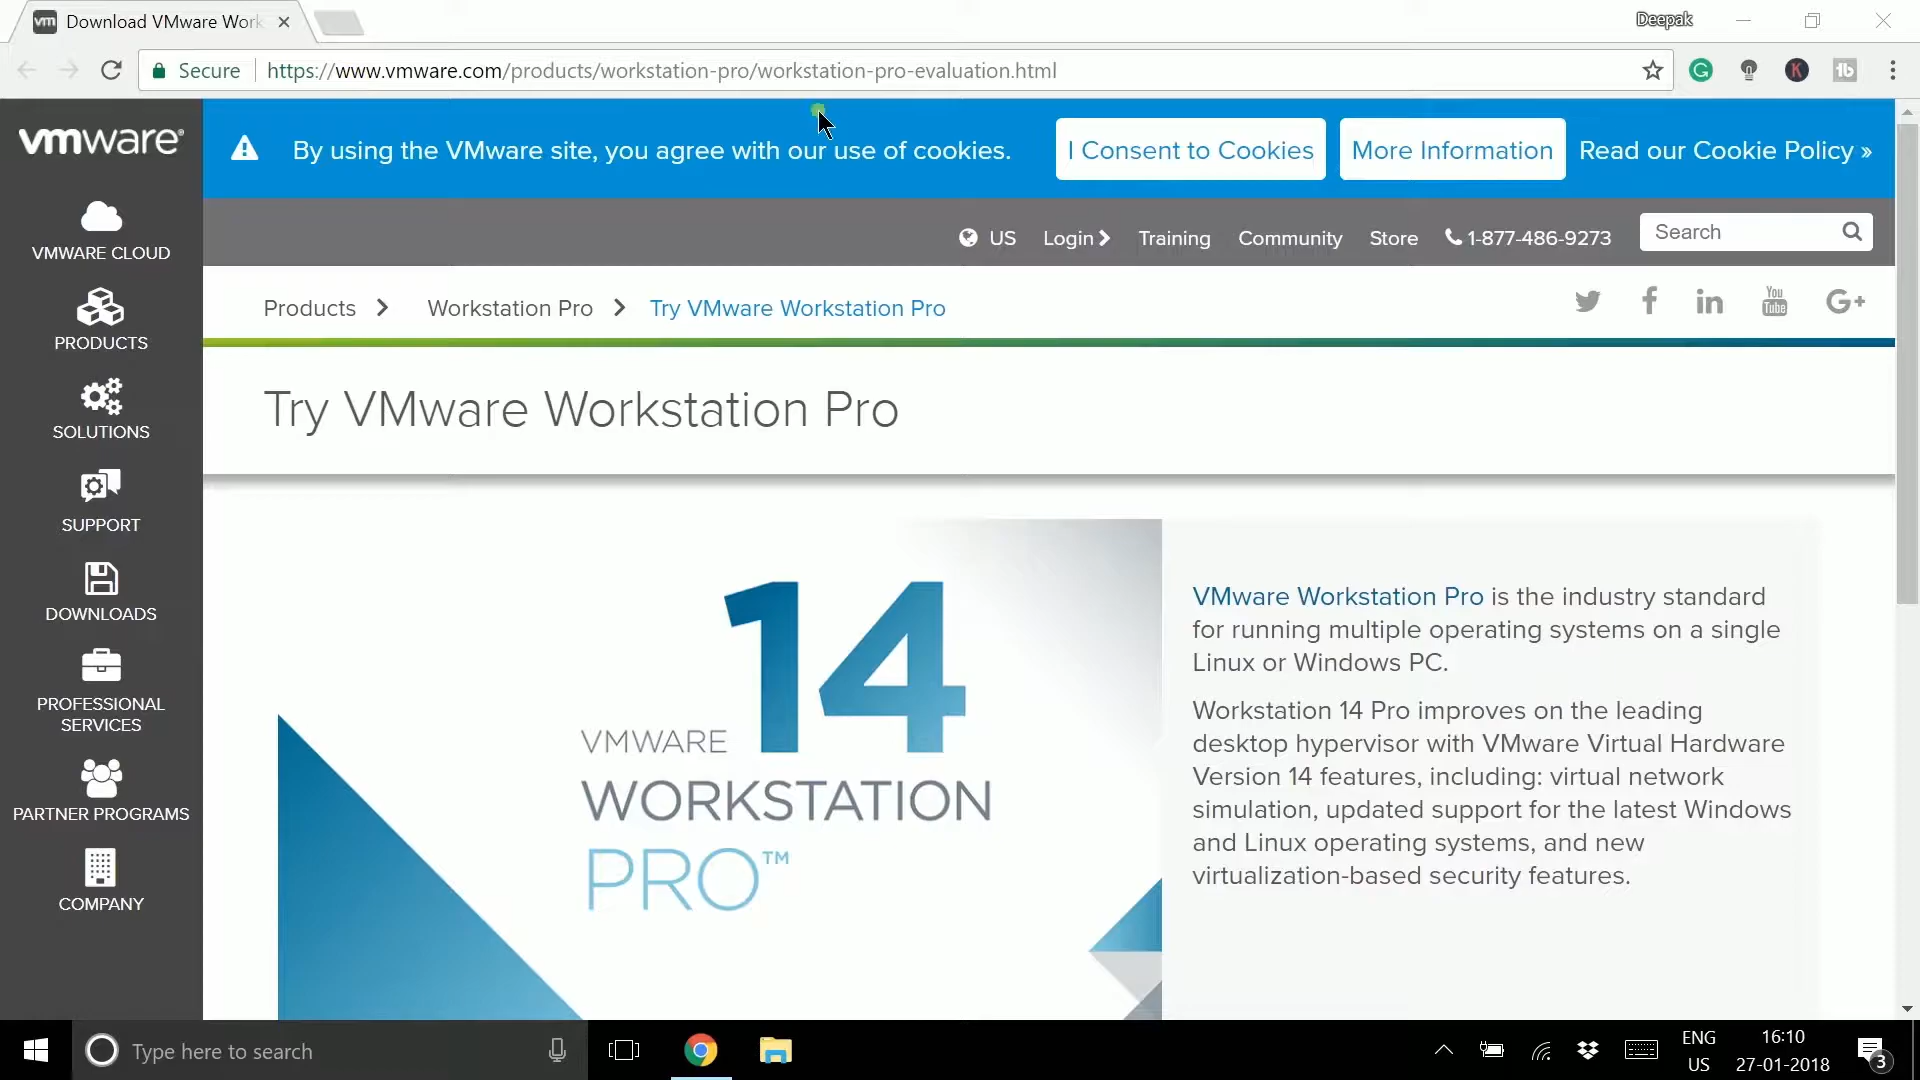 vm Download VMware Work
Deepak
Secure https://www.vmware.com/products/workstation-pro/workstation-pro-evaluation.html
vmware®
By using the VMware site, you agree with our use of cookies.
I Consent to Cookies
More Information
Read our Cookie Policy »
US Login Training Community Store 1-877-486-9273 Search
Products Workstation Pro Try VMware Workstation Pro
You
Tube
G+
VMWARE CLOUD
PRODUCTS
SOLUTIONS
SUPPORT
DOWNLOADS
PROFESSIONAL
SERVICES
PARTNER PROGRAMS
COMPANY
Try VMware Workstation Pro
VMWARE 14
WORKSTATION
PRO™
VMware Workstation Pro is the industry standard
for running multiple operating systems on a single
Linux or Windows PC.
Workstation 14 Pro improves on the leading
desktop hypervisor with VMware Virtual Hardware
Version 14 features, including: virtual network
simulation, updated support for the latest Windows
and Linux operating systems, and new
virtualization-based security features.
Type here to search
ENG
US
16:10
27-01-2018
3